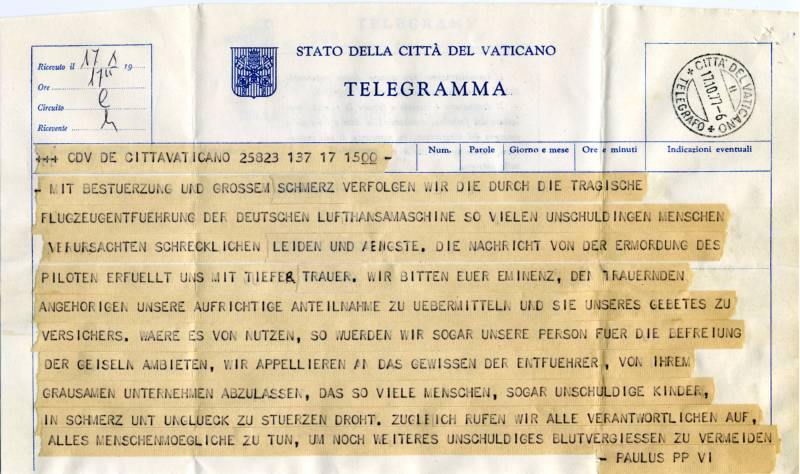 STATO DELLA CITTÀ DEL VATICANO
TELEGRAMMA
Ricevuto il 17 X 19
Ore 17
Circuito e
Ricevente
CITTA' DEL VATICANO
17.10.77-6
TELEGRAFO
Num. Parole Giorno e mese Ore e minuti Indicazioni eventuali
+++ CDV DE CITTAVATICANO 25823 137 17 1500 -
- MIT BESTUERZUNG UND GROSSEM SCHMERZ VERFOLGEN WIR DIE DURCH DIE TRAGISCHE
FLUGZEUGENTFUEHRUNG DER DEUTSCHEN LUFTHANSAMASCHINE SO VIELEN UNSCHULDINGEN MENSCHEN
VERURSACHTEN SCHRECKLICHEN LEIDEN UND AENGSTE. DIE NACHRICHT VON DER ERMORDUNG DES
PILOTEN ERFUELLT UNS MIT TIEFER TRAUER. WIR BITTEN EUER EMINENZ, DEN TRAUERNDEN
ANGEHORIGEN UNSERE AUFRICHTIGE ANTEILNAHME ZU UEBERMITTELN UND SIE UNSERES GEBETES ZU
VERSICHERS. WAERE ES VON NUTZEN, SO WUERDEN WIR SOGAR UNSERE PERSON FUER DIE BEFREIUNG
DER GEISELN AMBIETEN, WIR APPELLIEREN AN DAS GEWISSEN DER ENTFUEHRER, VON IHREM
GRAUSAMEN UNTERNEHMEN ABZULASSEN, DAS SO VIELE MENSCHEN, SOGAR UNSCHULDIGE KINDER,
IN SCHMERZ UNT UNGLUECK ZU STUERZEN DROHT. ZUGLEICH RUFEN WIR ALLE VERANTWORTLICHEN AUF,
ALLES MENSCHENMOEGLICHE ZU TUN, UM NOCH WEITERES UNSCHULDIGES BLUTVERGIESSEN ZU VERMEIDEN
- PAULUS PP VI